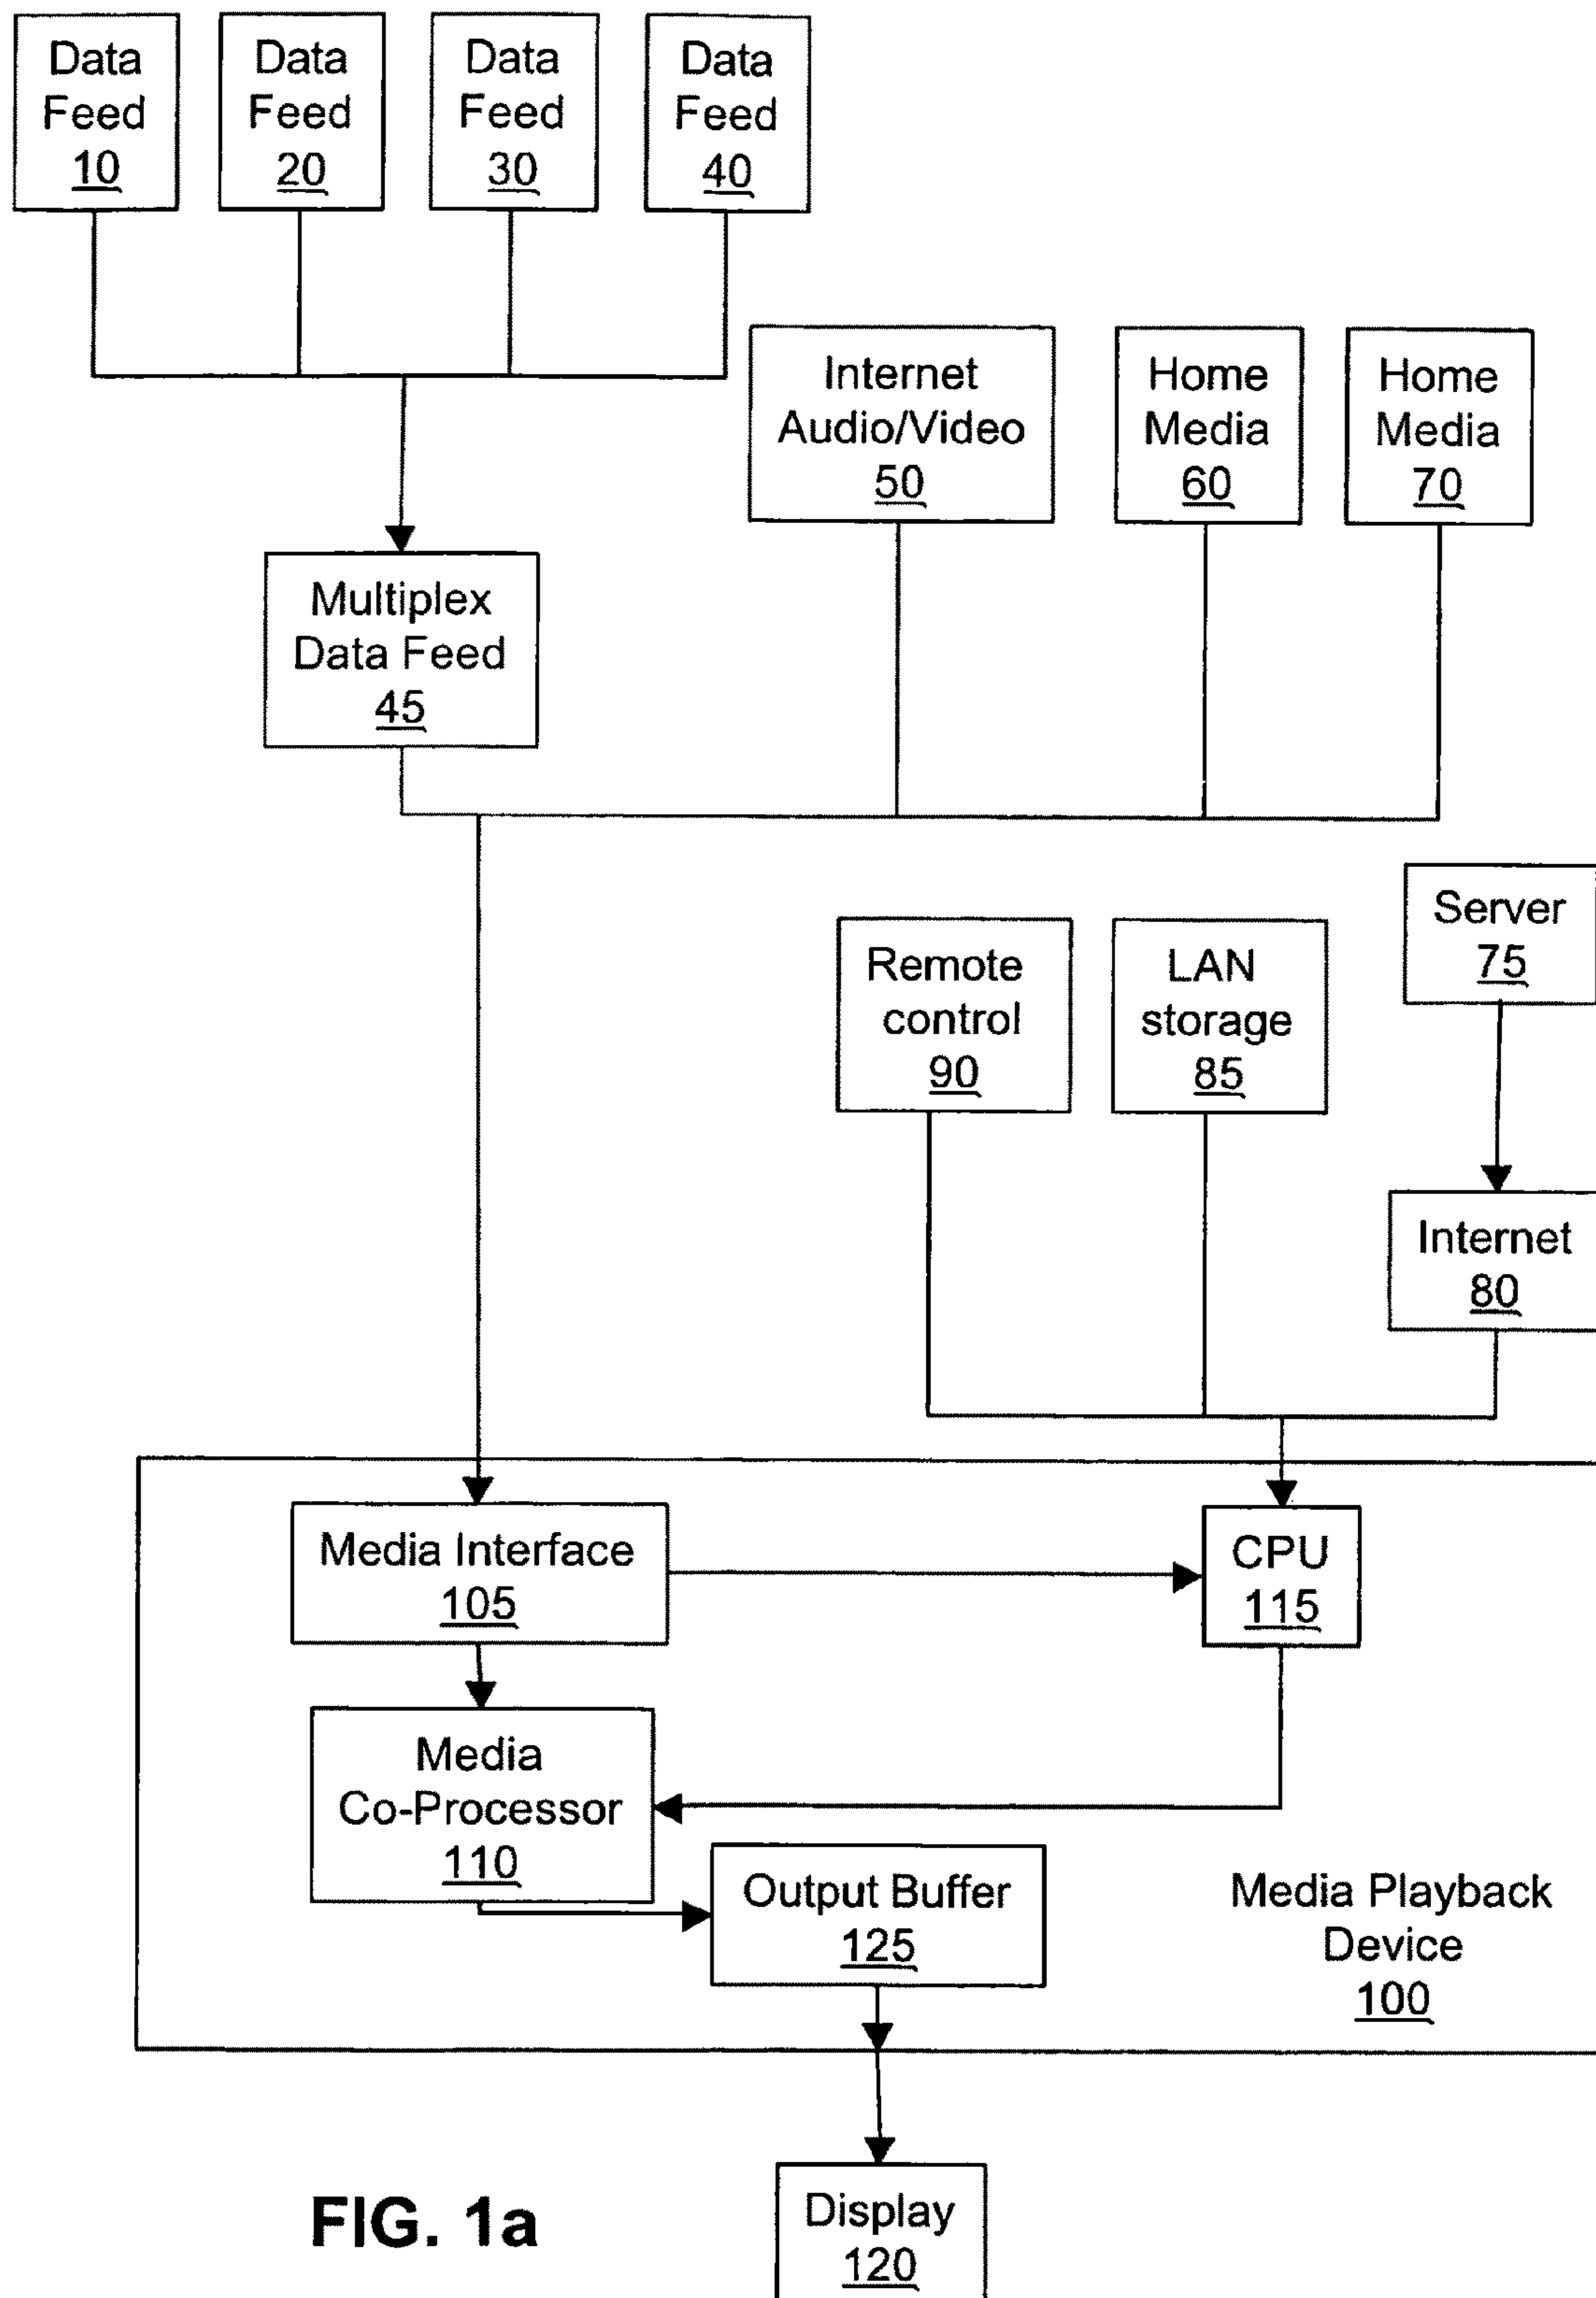 Data
Feed
10
Data
Feed
20
Data
Feed
30
Data
Feed
40
Internet
Audio/Video
50
Home
Media
60
Home
Media
70
Multiplex
Data Feed
45
Server
75
Remote
control
90
LAN
storage
85
Internet
80
Media Interface
105
CPU
115
Media
Co-Processor
110
Output Buffer
125
Media Playback
Device
100
FIG. 1a
Display
120